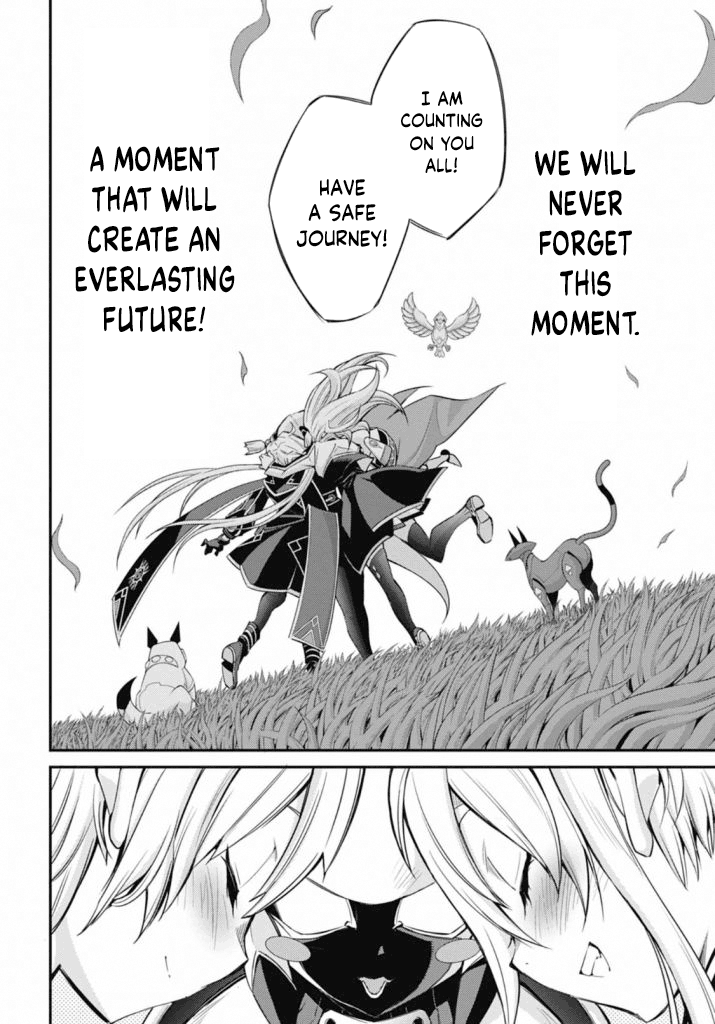 WE WILL
NEVER
FORGET
THIS
MOMENT.
I AM
COUNTING
ON YOU
ALL!
HAVE
A SAFE
JOURNEY!
A MOMENT
THAT WILL
CREATE AN
EVERLASTING
FUTURE!